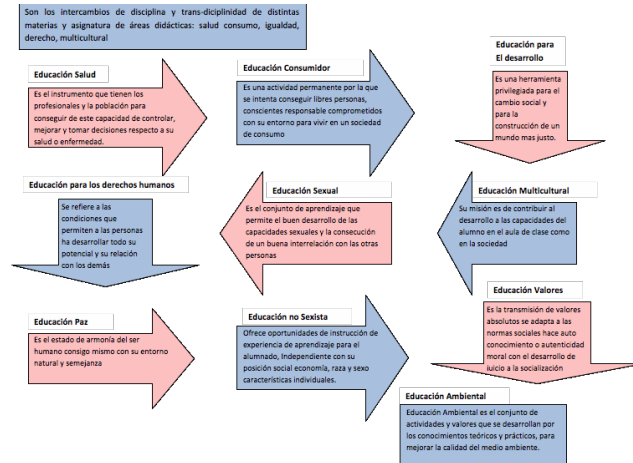 Son los intercambios de disciplina y trans-diciplinidad de distintas
materias y asignatura de áreas didácticas: salud consumo, igualdad,
derecho, multicultural
Educación Salud
Es el instrumento que tienen los
profesionales y la población para
conseguir de este capacidad de controlar,
mejorar y tomar decisiones respecto a su
salud o enfermedad.
Educación Consumidor
Es una actividad permanente por la que
se intenta conseguir libres personas,
conscientes responsable comprometidos
con su entorno para vivir en un sociedad
de consumo
Educación para
El desarrollo
Es una herramienta
privilegiada para el
cambio social y
para la
construcción de un
mundo mas justo.
Educación para los derechos humanos
Se refiere a las
condiciones que
permiten a las personas
ha desarrollar todo su
potencial y su relación
con los demás
Educación Sexual
Es el conjunto de aprendizaje que
permite el buen desarrollo de las
capacidades sexuales y la consecución
de un buena interrelación con las otras
personas
Educación Multicultural
Su misión es de contribuir al
desarrollo a las capacidades del
alumno en el aula de clase como
en la sociedad
Educación Paz
Es el estado de armonía del ser
humano consigo mismo con su entorno
natural y semejanza
Educación no Sexista
Ofrece oportunidades de instrucción de
experiencia de aprendizaje para el
alumnado, Independiente con su
posición social economía, raza y sexo
características individuales.
Educación Valores
Es la transmisión de valores
absolutos se adapta a las
normas sociales hace auto
conocimiento o autenticidad
moral con el desarrollo de
juicio a la socialización
Educación Ambiental
Educación Ambiental es el conjunto de
actividades y valores que se desarrollan por
los conocimientos teóricos y prácticos, para
mejorar la calidad del medio ambiente.